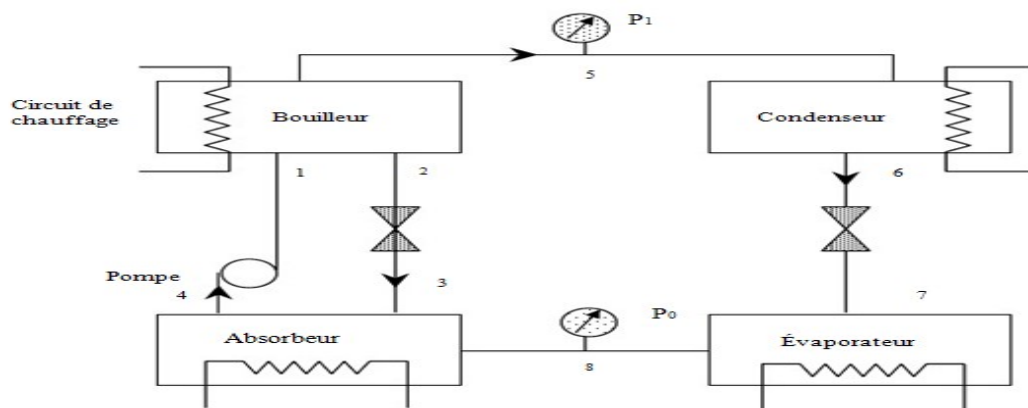 P1
5
Circuit de
chauffage
Bouilleur
Condenseur
1
2
6
Pompe
4
3
7
Absorbeur
P0
8
Évaporateur